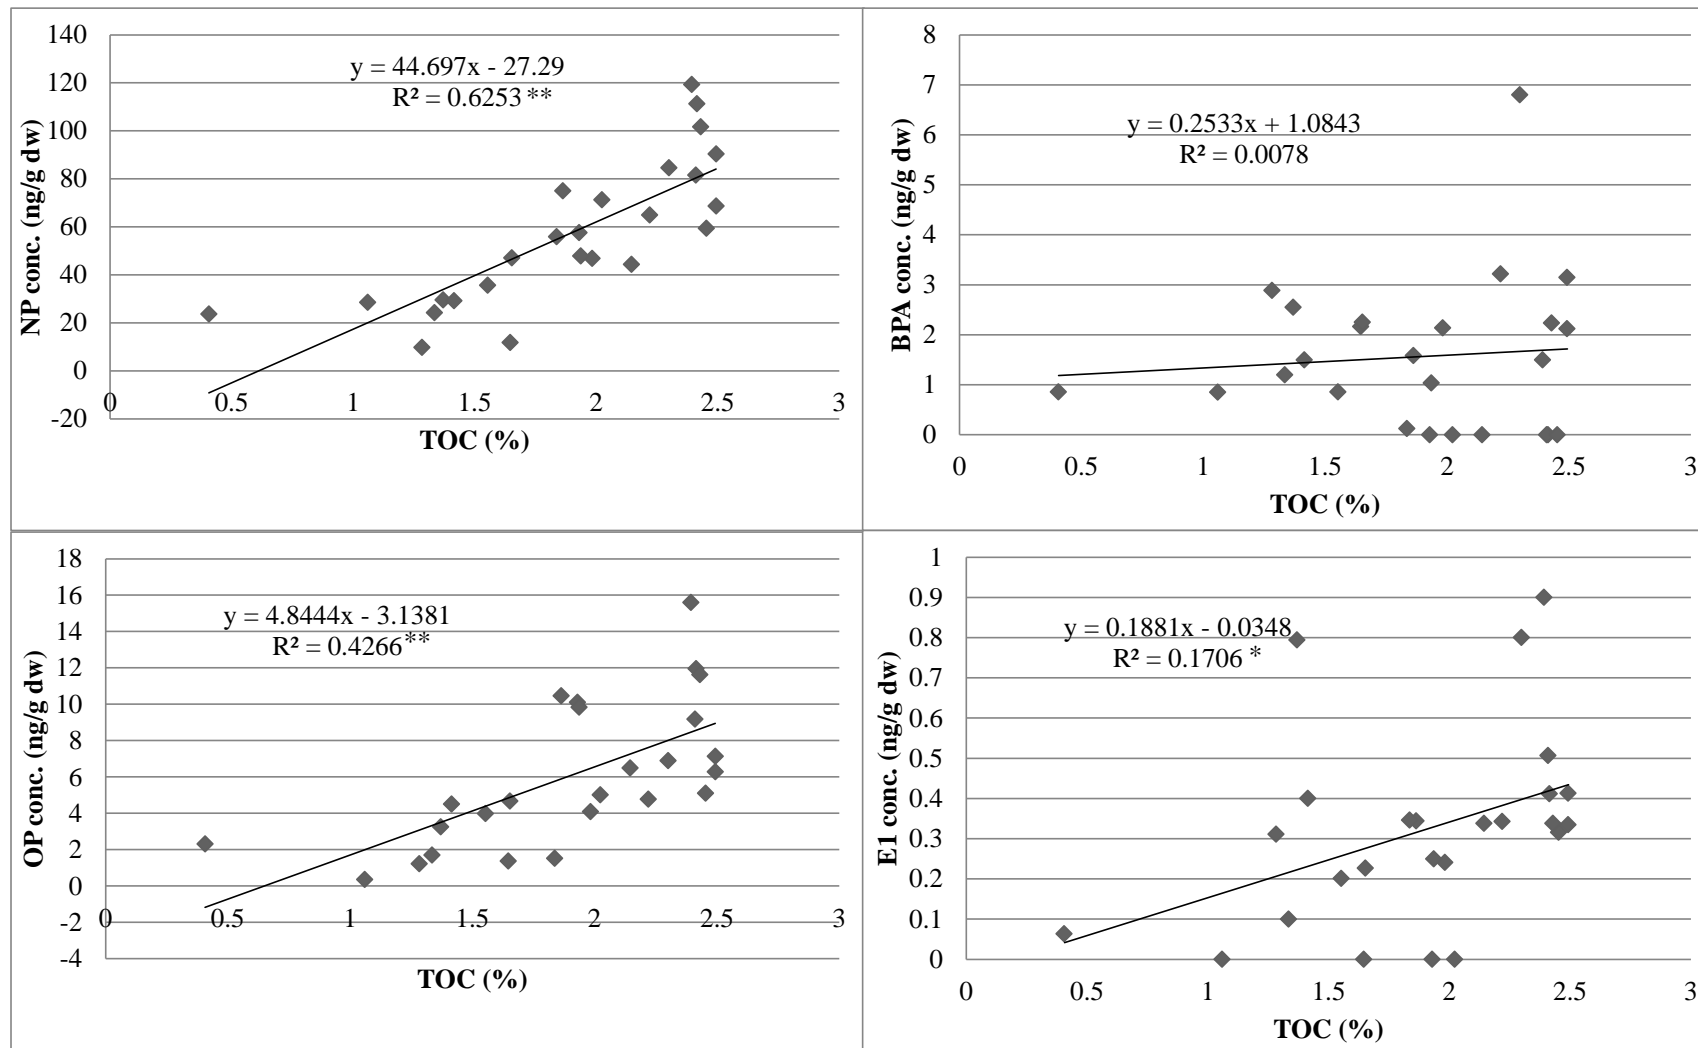 140
120
100
80
60
40
20
0
-20
0 0.5 1 1.5 2 2.5 3
NP conc. (ng/g dw)
TOC (%)
y = 44.697x - 27.29
R² = 0.6253 **
8
7
6
5
4
3
2
1
0
0 0.5 1 1.5 2 2.5 3
BPA conc. (ng/g dw)
TOC (%)
y = 0.2533x + 1.0843
R² = 0.0078
18
16
14
12
10
8
6
4
2
0
-2
-4
0 0.5 1 1.5 2 2.5 3
OP conc. (ng/g dw)
TOC (%)
y = 4.8444x - 3.1381
R² = 0.4266 **
1
0.9
0.8
0.7
0.6
0.5
0.4
0.3
0.2
0.1
0
0 0.5 1 1.5 2 2.5 3
E1 conc. (ng/g dw)
TOC (%)
y = 0.1881x - 0.0348
R² = 0.1706 *